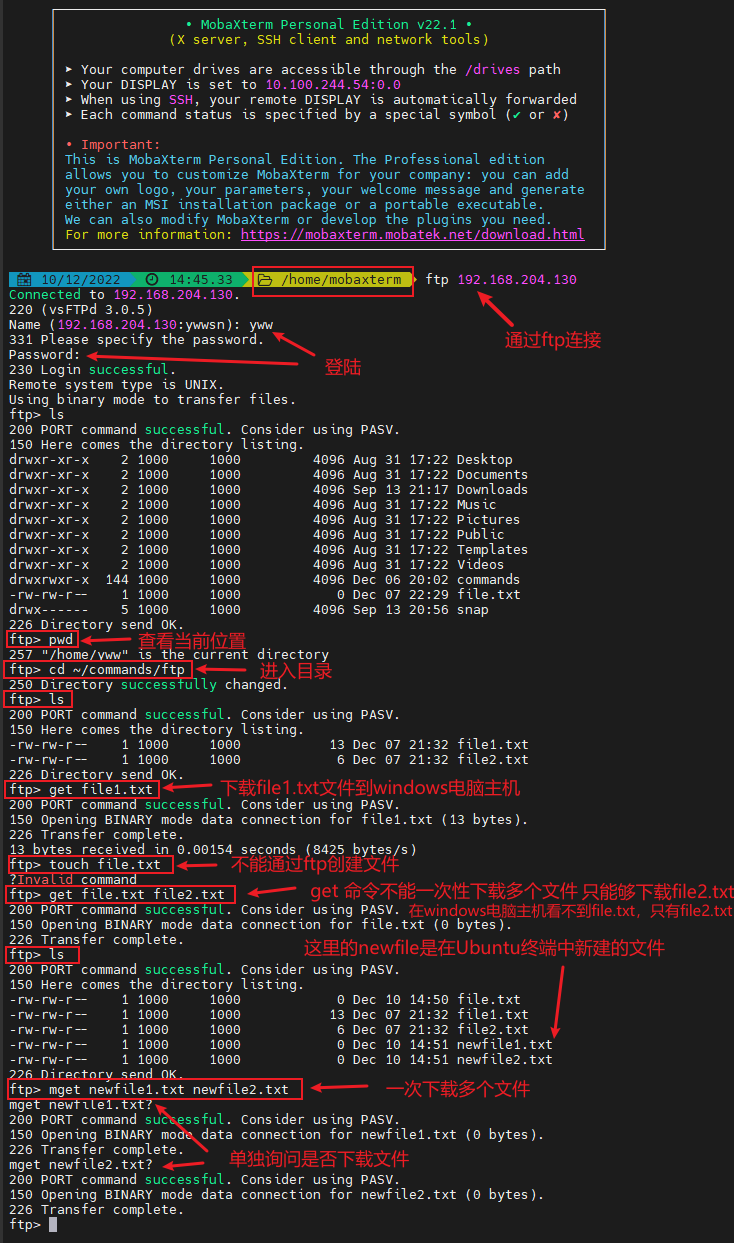 • MobaXterm Personal Edition v22.1 •
(X server, SSH client and network tools)
➤ Your computer drives are accessible through the /drives path
➤ Your DISPLAY is set to 10.100.244.54:0.0
➤ When using SSH, your remote DISPLAY is automatically forwarded
➤ Each command status is specified by a special symbol (✔ or ✘)
• Important:
This is MobaXterm Personal Edition. The Professional edition
allows you to customize MobaXterm for your company: you can add
your own logo, your parameters, your welcome message and generate
either an MSI installation package or a portable executable.
We can also modify MobaXterm or develop the plugins you need.
For more information: https://mobaxterm.mobatek.net/download.html
10/12/2022 14:45.33 /home/mobaxterm ftp 192.168.204.130
Connected to 192.168.204.130.
220 (vsFTPd 3.0.5)
Name (192.168.204.130:ywwsn): yww
331 Please specify the password.
通过ftp连接
Password:
登陆
230 Login successful.
Remote system type is UNIX.
Using binary mode to transfer files.
ftp> ls
200 PORT command successful. Consider using PASV.
150 Here comes the directory listing.
drwxr-xr-x 2 1000 1000 4096 Aug 31 17:22 Desktop
drwxr-xr-x 2 1000 1000 4096 Aug 31 17:22 Documents
drwxr-xr-x 2 1000 1000 4096 Sep 13 21:17 Downloads
drwxr-xr-x 2 1000 1000 4096 Aug 31 17:22 Music
drwxr-xr-x 2 1000 1000 4096 Aug 31 17:22 Pictures
drwxr-xr-x 2 1000 1000 4096 Aug 31 17:22 Public
drwxr-xr-x 2 1000 1000 4096 Aug 31 17:22 Templates
drwxr-xr-x 2 1000 1000 4096 Aug 31 17:22 Videos
drwxrwxr-x 144 1000 1000 4096 Dec 06 20:02 commands
-rw-rw-r-- 1 1000 1000 0 Dec 07 22:29 file.txt
drwx------ 5 1000 1000 4096 Sep 13 20:56 snap
226 Directory send OK.
ftp> pwd
查看当前位置
257 "/home/yww" is the current directory
ftp> cd ~/commands/ftp
进入目录
250 Directory successfully changed.
ftp> ls
200 PORT command successful. Consider using PASV.
150 Here comes the directory listing.
-rw-rw-r-- 1 1000 1000 13 Dec 07 21:32 file1.txt
-rw-rw-r-- 1 1000 1000 6 Dec 07 21:32 file2.txt
226 Directory send OK.
ftp> get file1.txt
下载file1.txt文件到windows电脑主机
200 PORT command successful. Consider using PASV.
150 Opening BINARY mode data connection for file1.txt (13 bytes).
226 Transfer complete.
13 bytes received in 0.00154 seconds (8425 bytes/s)
ftp> touch file.txt
不能通过ftp创建文件
?Invalid command
ftp> get file.txt file2.txt
get 命令不能一次性下载多个文件 只能够下载file2.txt
200 PORT command successful. Consider using PASV.
在windows电脑主机看不到file.txt，只有file2.txt
150 Opening BINARY mode data connection for file.txt (0 bytes).
226 Transfer complete.
ftp> ls
这里的newfile是在Ubuntu终端中新建的文件
200 PORT command successful. Consider using PASV.
150 Here comes the directory listing.
-rw-rw-r-- 1 1000 1000 0 Dec 10 14:50 file.txt
-rw-rw-r-- 1 1000 1000 13 Dec 07 21:32 file1.txt
-rw-rw-r-- 1 1000 1000 6 Dec 07 21:32 file2.txt
-rw-rw-r-- 1 1000 1000 0 Dec 10 14:51 newfile1.txt
-rw-rw-r-- 1 1000 1000 0 Dec 10 14:51 newfile2.txt
226 Directory send OK.
ftp> mget newfile1.txt newfile2.txt
一次下载多个文件
mget newfile1.txt?
200 PORT command successful. Consider using PASV.
150 Opening BINARY mode data connection for newfile1.txt (0 bytes).
226 Transfer complete.
单独询问是否下载文件
mget newfile2.txt?
200 PORT command successful. Consider using PASV.
150 Opening BINARY mode data connection for newfile2.txt (0 bytes).
226 Transfer complete.
ftp>